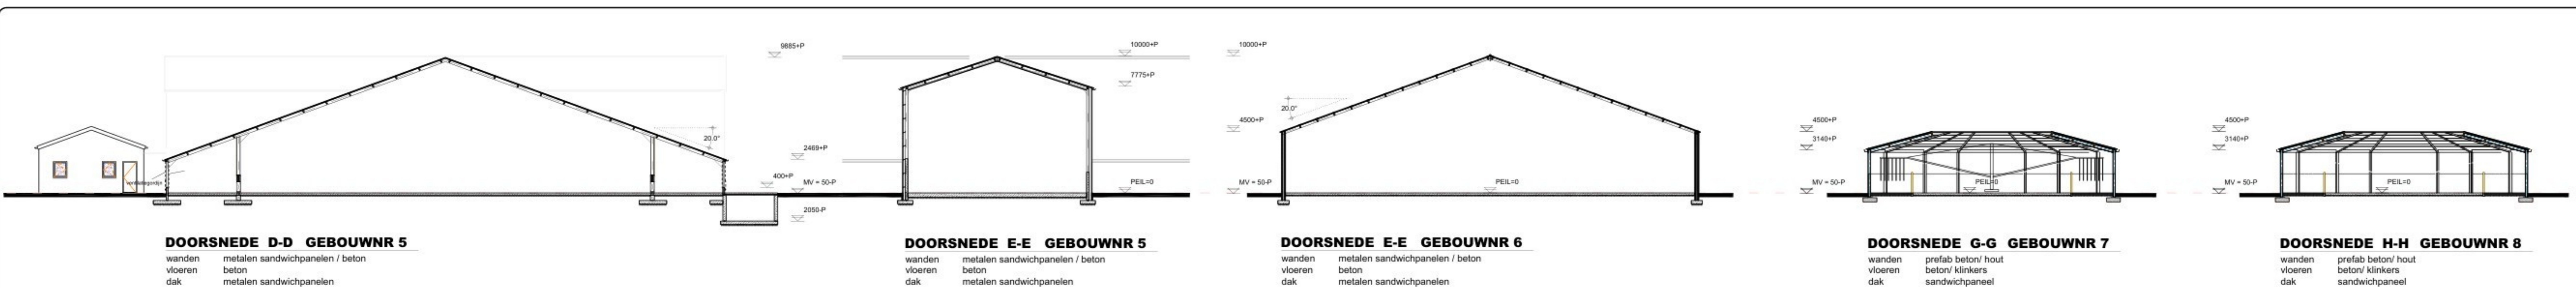 9885+P
20.0°
2469+P
400+P
MV = 50-P
2050-P
DOORSNEDE D-D GEBOUWNR 5
wanden metalen sandwichpanelen / beton
vloeren beton
dak metalen sandwichpanelen
10000+P
7775+P
PEIL=0
DOORSNEDE E-E GEBOUWNR 5
wanden metalen sandwichpanelen / beton
vloeren beton
dak metalen sandwichpanelen
10000+P
20.0°
4500+P
MV = 50-P
PEIL=0
DOORSNEDE E-E GEBOUWNR 6
wanden metalen sandwichpanelen / beton
vloeren beton
dak metalen sandwichpanelen
4500+P
3140+P
MV = 50-P
PEIL=0
DOORSNEDE G-G GEBOUWNR 7
wanden prefab beton/ hout
vloeren beton/ klinkers
dak sandwichpaneel
4500+P
3140+P
MV = 50-P
PEIL=0
DOORSNEDE H-H GEBOUWNR 8
wanden prefab beton/ hout
vloeren beton/ klinkers
dak sandwichpaneel